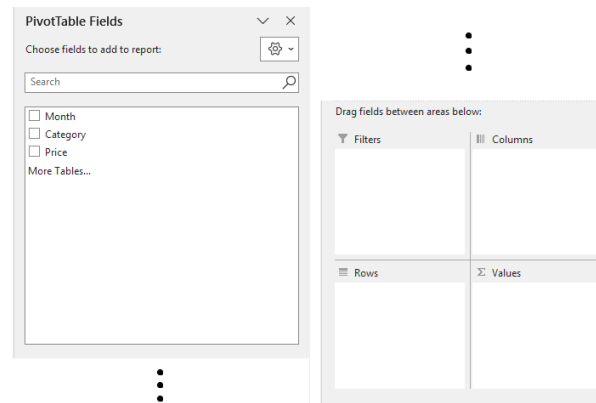 PivotTable Fields
Choose fields to add to report:
Search
Month
Category
Price
More Tables...
Drag fields between areas below:
Filters
Columns
Rows
Σ Values